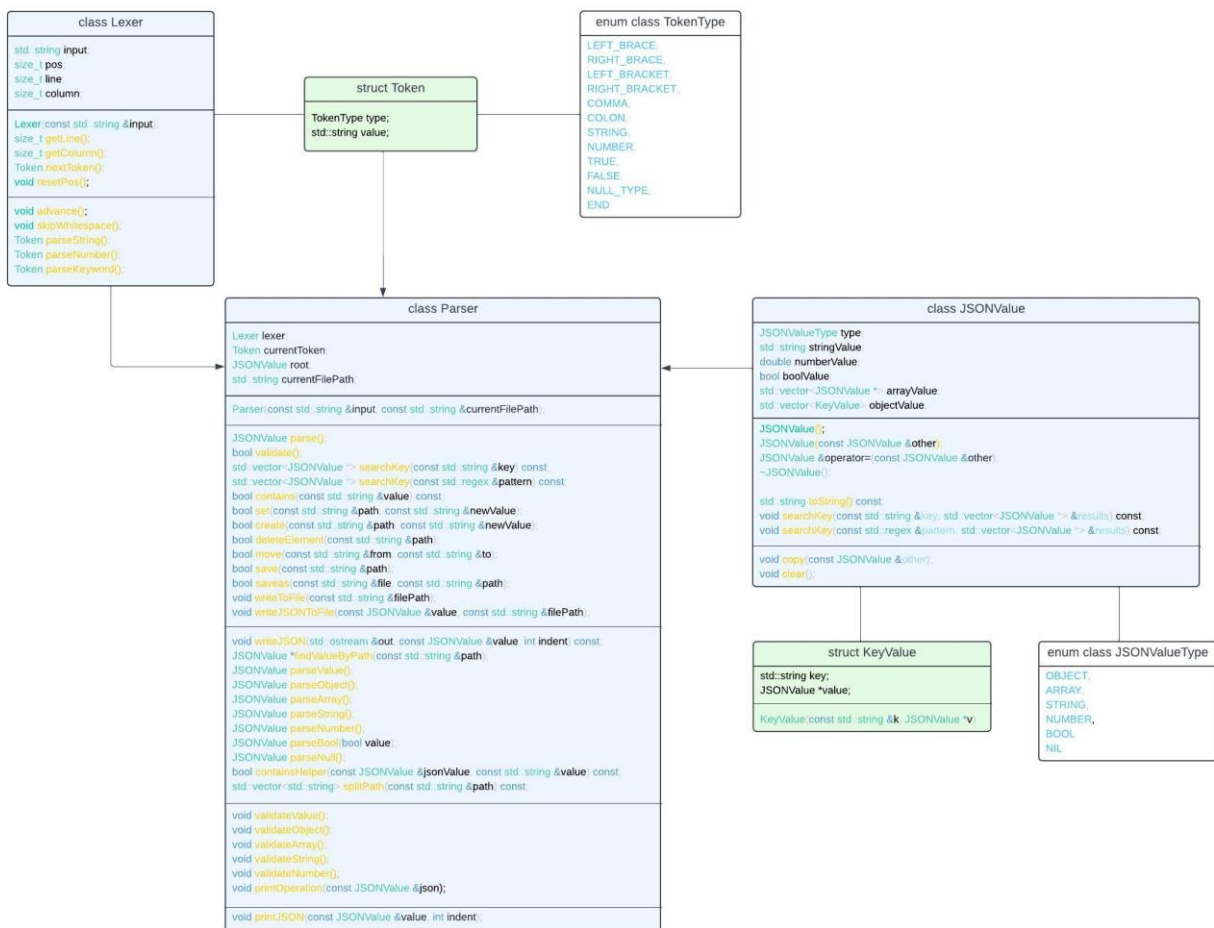 class Lexer
std::string input
size_t pos
size_t line
size_t column
Lexer(const std::string &input);
size_t getLine();
size_t getColumn();
Token nextToken();
void resetPos();
void advance();
void skipWhitespace();
Token parseString();
Token parseNumber();
Token parseKeyword();
struct Token
TokenType type;
std::string value;
enum class TokenType
LEFT_BRACE,
RIGHT_BRACE,
LEFT_BRACKET,
RIGHT_BRACKET,
COMMA,
COLON,
STRING,
NUMBER,
TRUE,
FALSE,
NULL_TYPE,
END
class Parser
Lexer lexer
Token currentToken
JSONValue root
std::string currentFilePath
Parser(const std::string &input, const std::string &currentFilePath);
JSONValue parse();
bool validate();
std::vector<JSONValue *> searchKey(const std::string &key) const;
std::vector<JSONValue *> searchKey(const std::regex &pattern) const;
bool contains(const std::string &value) const;
bool set(const std::string &path, const std::string &newValue);
bool create(const std::string &path, const std::string &newValue);
bool deleteElement(const std::string &path);
bool move(const std::string &from, const std::string &to);
bool save(const std::string &path);
bool saveas(const std::string &file, const std::string &path);
void writeToFile(const std::string &filePath);
void writeJSONToFile(const JSONValue &value, const std::string &filePath);
void writeJSON(std::ostream &out, const JSONValue &value, int indent) const;
JSONValue *findValueByPath(const std::string &path);
JSONValue parseValue();
JSONValue parseObject();
JSONValue parseArray();
JSONValue parseString();
JSONValue parseNumber();
JSONValue parseBool(bool value);
JSONValue parseNull();
bool containsHelper(const JSONValue &jsonValue, const std::string &value) const;
std::vector<std::string> splitPath(const std::string &path) const;
void validateValue();
void validateObject();
void validateArray();
void validateString();
void validateNumber();
void printOperation(const JSONValue &json);
void printJSON(const JSONValue &value, int indent);
class JSONValue
JSONValueType type
std::string stringValue
double numberValue;
bool boolValue;
std::vector<JSONValue *> arrayValue;
std::vector<KeyValue> objectValue;
JSONValue();
JSONValue(const JSONValue &other);
JSONValue &operator=(const JSONValue &other);
~JSONValue();
std::string toString() const;
void searchKey(const std::string &key, std::vector<JSONValue *> &results) const;
void searchKey(const std::regex &pattern, std::vector<JSONValue *> &results) const;
void copy(const JSONValue &other);
void clear();
struct KeyValue
std::string key;
JSONValue *value;
KeyValue(const std::string &k, JSONValue *v)
enum class JSONValueType
OBJECT,
ARRAY,
STRING,
NUMBER,
BOOL
NIL